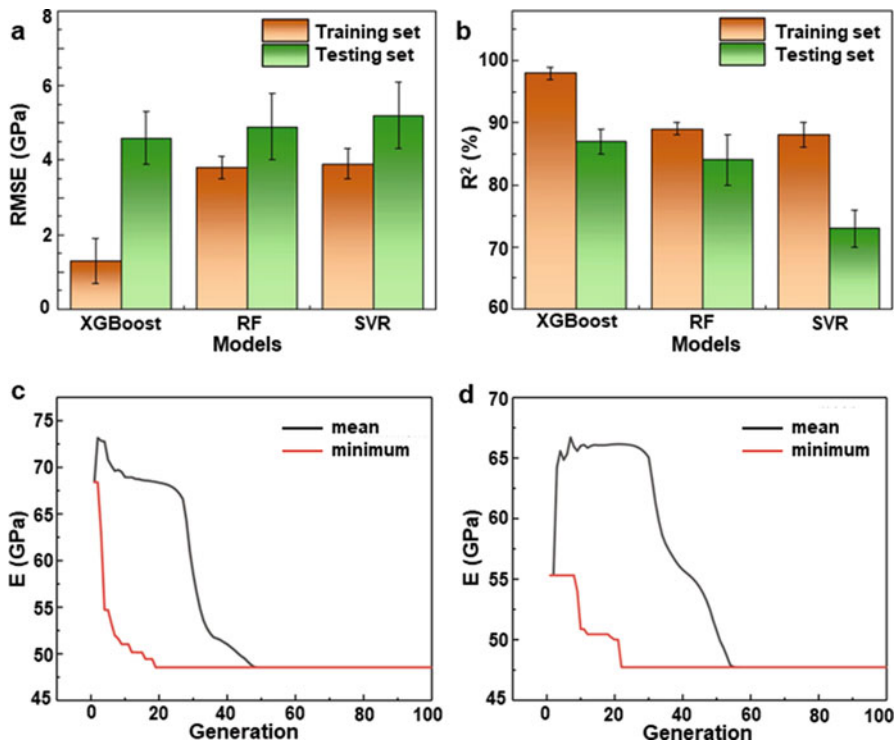 a
Training set
Testing set
RMSE (GPa)
8
6
4
2
0
XGBoost RF SVR
Models
b
Training set
Testing set
R² (%)
100
90
80
70
60
XGBoost RF SVR
Models
c
mean
minimum
E (GPa)
75
70
65
60
55
50
45
0 20 40 60 80 100
Generation
d
mean
minimum
E (GPa)
70
65
60
55
50
45
0 20 40 60 80 100
Generation